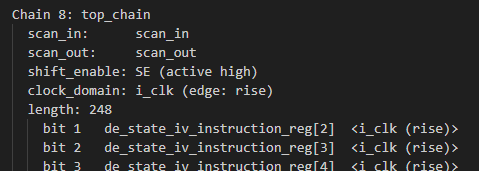 Chain 8: top_chain
scan_in: scan_in
scan_out: scan_out
shift_enable: SE (active high)
clock_domain: i_clk (edge: rise)
length: 248
bit 1 de_state_iv_instruction_reg[2] <i_clk (rise)>
bit 2 de_state_iv_instruction_reg[3] <i_clk (rise)>
bit 3 de_state_iv_instruction_reg[4] <i_clk (rise)>